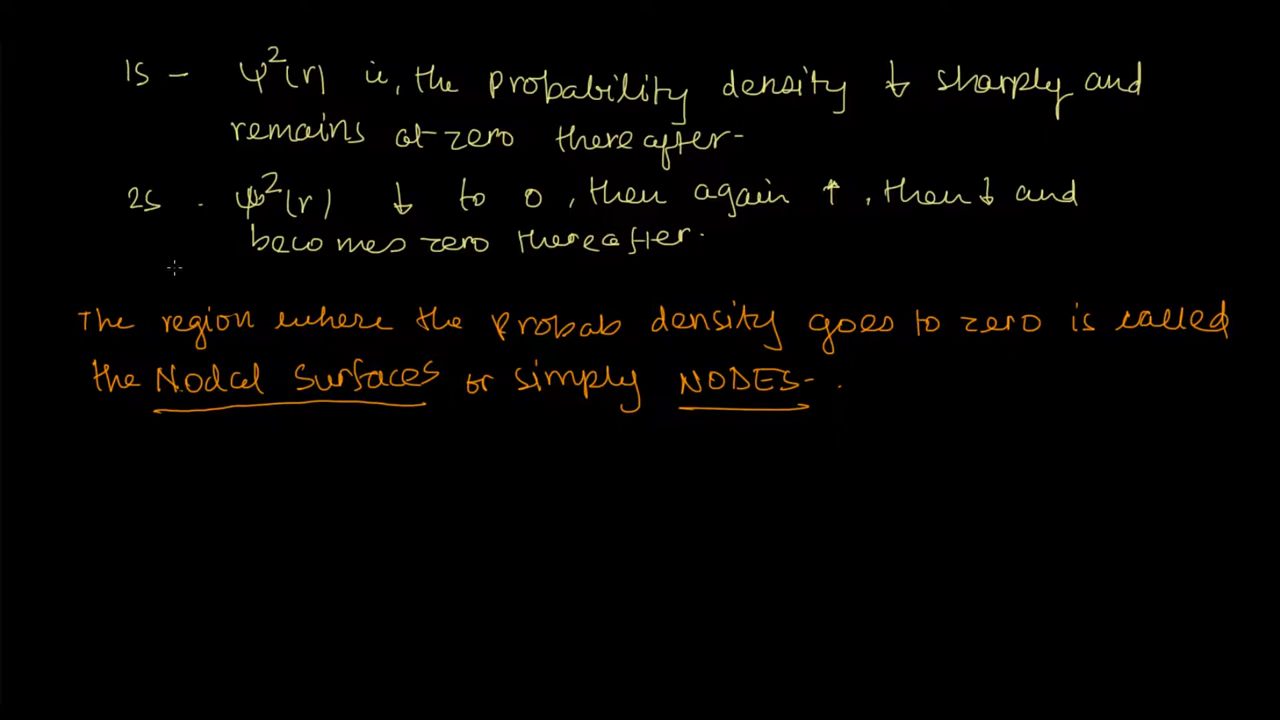 1S - ψ²(r) ie, the probability density ↓ sharply and
remains at zero thereafter-
2S . ψ²(r) ↓ to 0, then again ↑, then ↓ and
becomes zero thereafter.
The region where the probab density goes to zero is called
the Nodal Surfaces or simply NODES-.